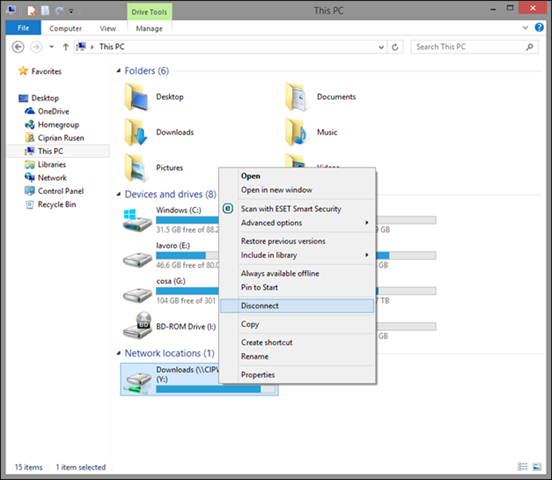 Drive Tools
This PC
File
Computer
View
Manage
This PC
Search This PC
Favorites
Desktop
OneDrive
Homegroup
Ciprian Rusen
This PC
Libraries
Network
Control Panel
Recycle Bin
Folders (6)
Desktop
Documents
Downloads
Music
Pictures
Devices and drives (8)
Windows (C:)
31.5 GB free of 88.2
lavoro (E:)
46.6 GB free of 80.0
cosa (G:)
104 GB free of 301
BD-ROM Drive (I:)
BD
Network locations (1)
Downloads (\\CIPV
(Y:)
Open
Open in new window
Scan with ESET Smart Security
Advanced options
Restore previous versions
Include in library
Always available offline
Pin to Start
Disconnect
Copy
Create shortcut
Rename
Properties
15 items 1 item selected